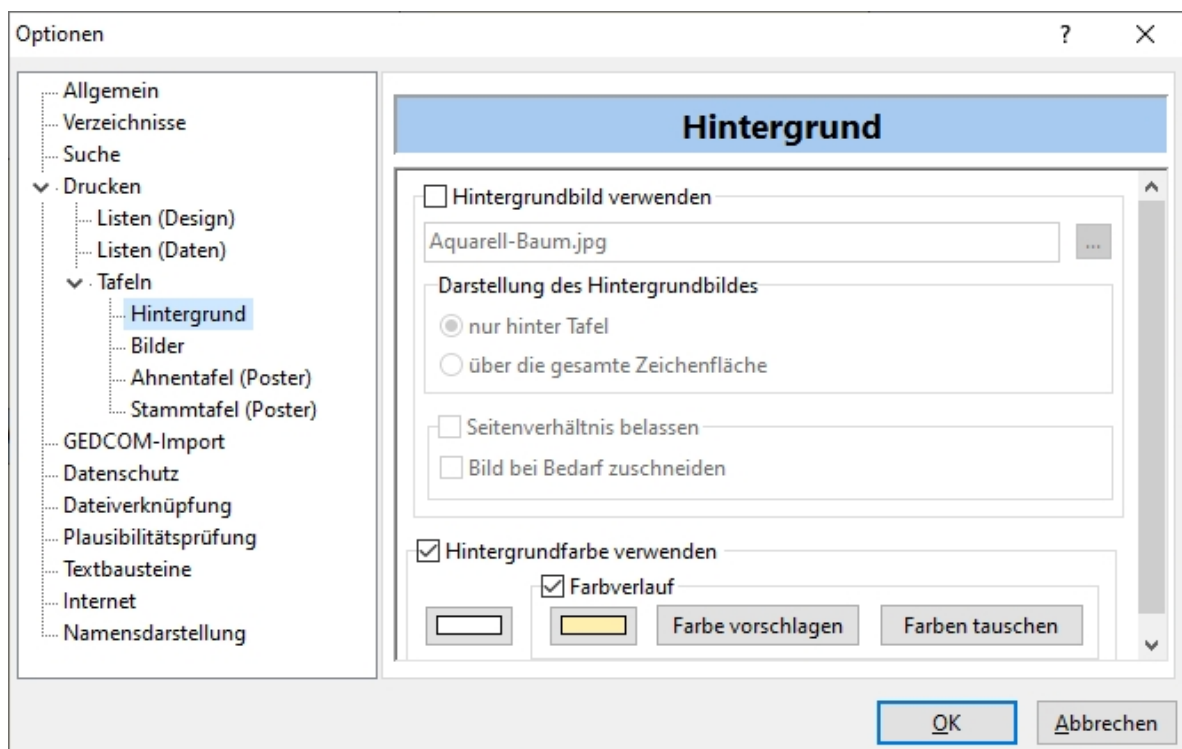 Optionen
Allgemein
Verzeichnisse
Suche
Drucken
Listen (Design)
Listen (Daten)
Tafeln
Hintergrund
Bilder
Ahnentafel (Poster)
Stammtafel (Poster)
GEDCOM-Import
Datenschutz
Dateiverknüpfung
Plausibilitätsprüfung
Textbausteine
Internet
Namensdarstellung
Hintergrund
Hintergrundbild verwenden
Aquarell-Baum.jpg
...
Darstellung des Hintergrundbildes
nur hinter Tafel
über die gesamte Zeichenfläche
Seitenverhältnis belassen
Bild bei Bedarf zuschneiden
Hintergrundfarbe verwenden
Farbverlauf
Farbe vorschlagen Farben tauschen
OK Abbrechen